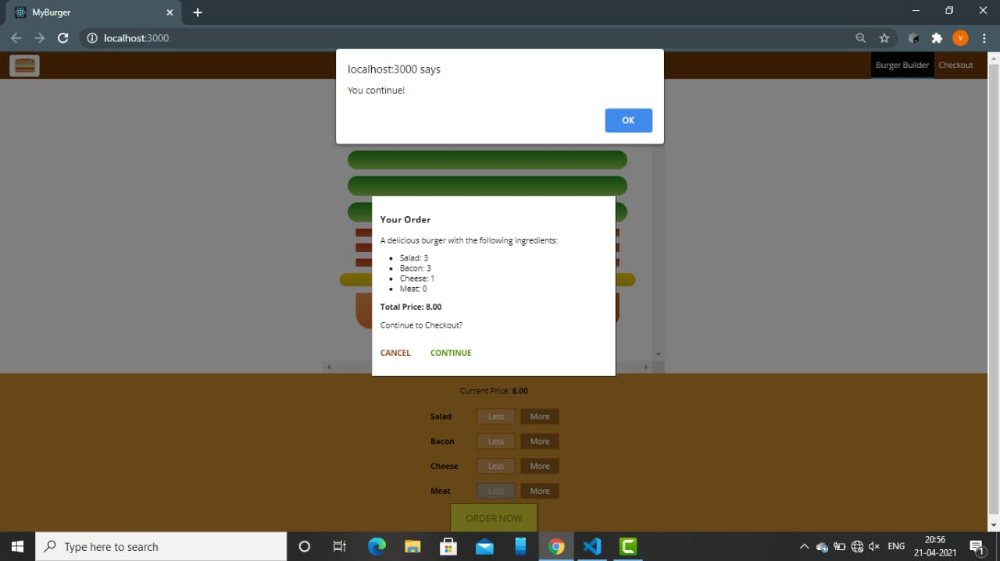 MyBurger
localhost:3000
V
Burger Builder
Checkout
localhost:3000 says
You continue!
OK
Your Order
A delicious burger with the following ingredients:
Salad: 3
Bacon: 3
Cheese: 1
Meat: 0
Total Price: 8.00
Continue to Checkout?
CANCEL CONTINUE
Current Price: 8.00
Salad Less More
Bacon Less More
Cheese Less More
Meat Less More
ORDER NOW
Type here to search
ENG
20:56
21-04-2021
1